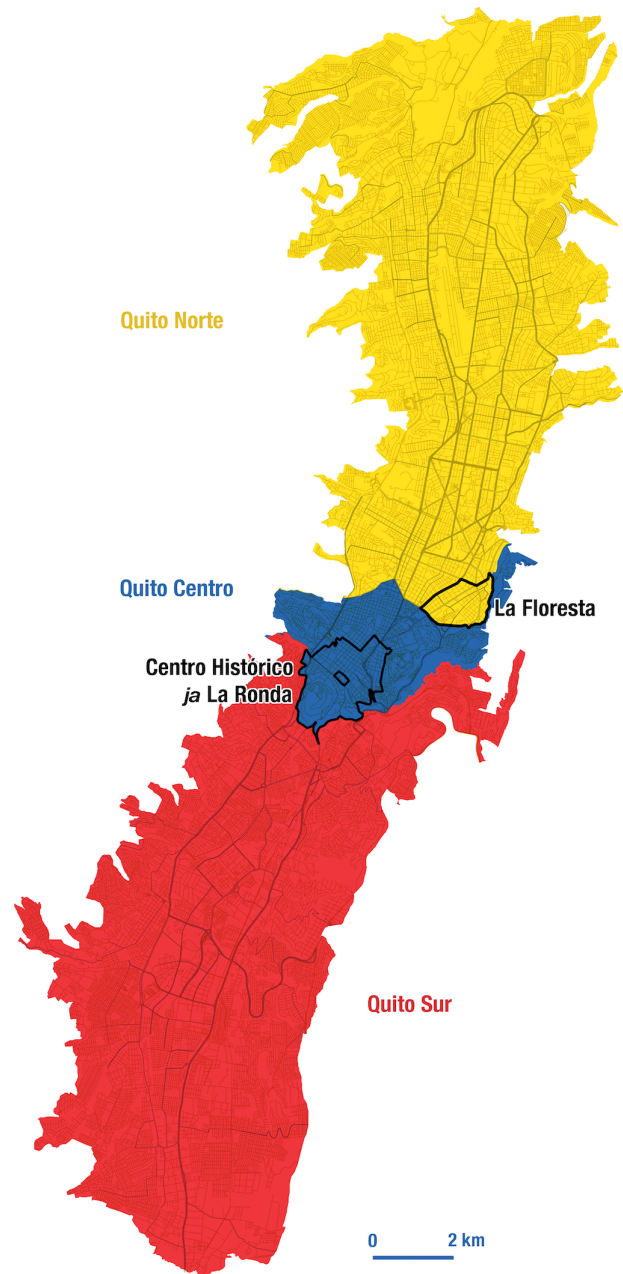 Quito Norte
Quito Centro
La Floresta
Centro Histórico
ja La Ronda
Quito Sur
0 2 km